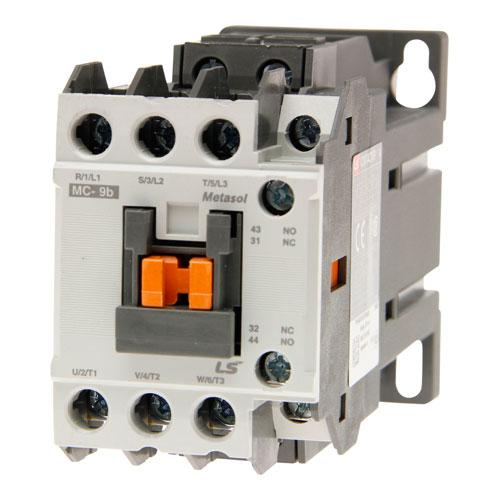 R/1/L1 S/3/L2 T/5/L3
MC- 9b Metasol
43 NO
31 NC
32 NC
44 NO
LS
U/2/T1 V/4/T2 W/6/T3
CE